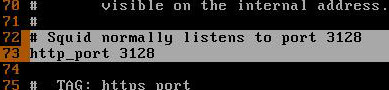 70 #        visible on the internal address.
71 #
72 # Squid normally listens to port 3128
73 http_port 3128
74
75 #  TAG: https_port